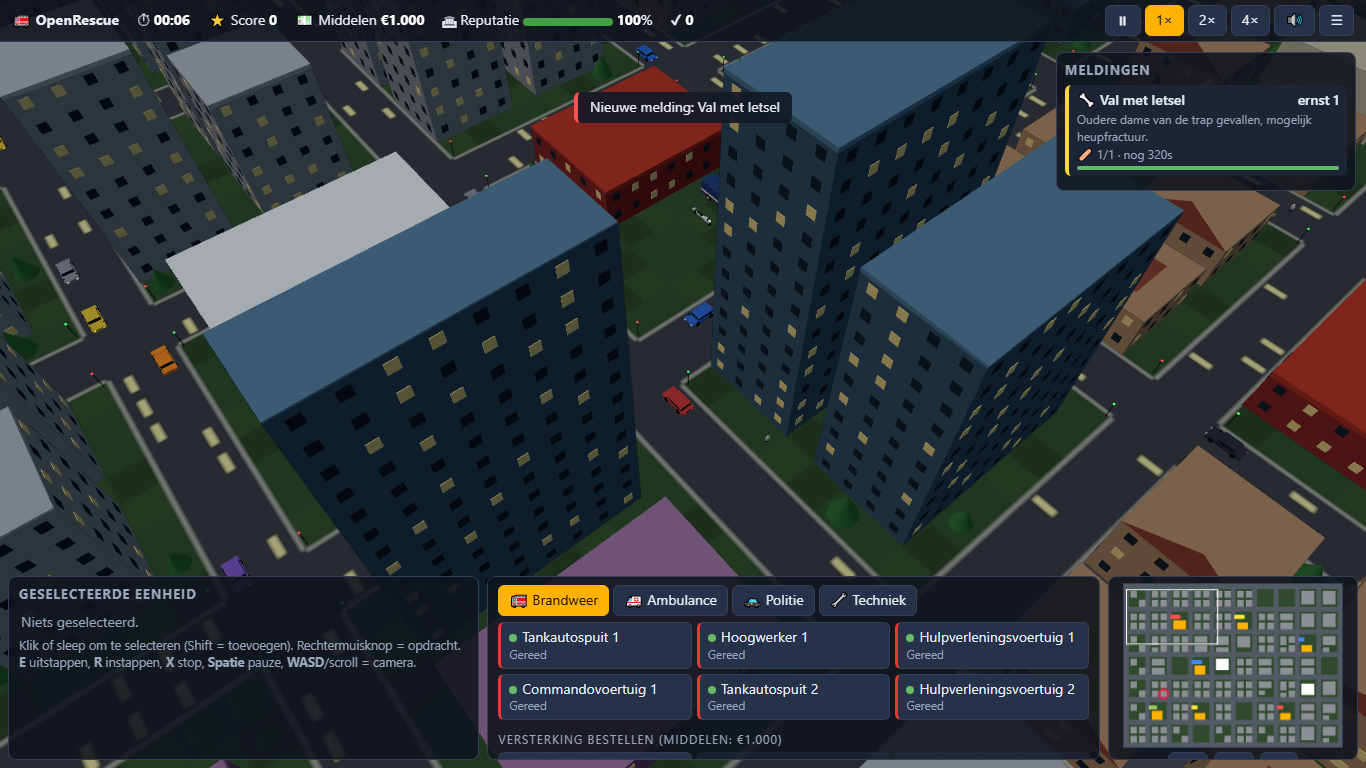 OpenRescue 00:06 Score 0 Middelen €1.000 Reputatie 100% ✓ 0
1× 2× 4×
MELDINGEN
Val met letsel ernst 1
Oudere dame van de trap gevallen, mogelijk
heupfractuur.
1/1 · nog 320s
Nieuwe melding: Val met letsel
GESELECTEERDE EENHEID
Niets geselecteerd.
Klik of sleep om te selecteren (Shift = toevoegen). Rechtermuisknop = opdracht.
E uitstappen, R instappen, X stop, Spatie pauze, WASD/scroll = camera.
Brandweer Ambulance Politie Techniek
Tankautospuit 1 Hoogwerker 1 Hulpverleningsvoertuig 1
Gereed Gereed Gereed
Commandovoertuig 1 Tankautospuit 2 Hulpverleningsvoertuig 2
Gereed Gereed Gereed
VERSTERKING BESTELLEN (MIDDELEN: €1.000)